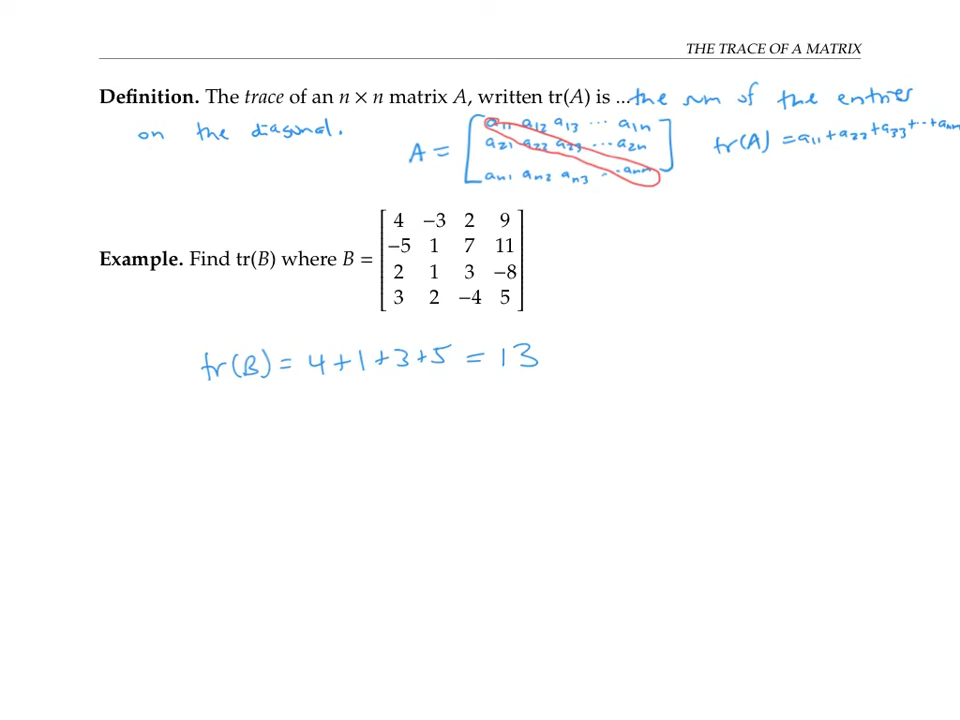 THE TRACE OF A MATRIX
Definition. The trace of an n × n matrix A, written tr(A) is ...the sum of the entries
on the diagonal.
A = [a11 a12 a13 ... a1n
a21 a22 a23 ... a2n
an1 an2 an3 ... ann]
tr(A) = a11 + a22 + a33 + ... + ann
Example. Find tr(B) where B =
4 −3 2 9
−5 1 7 11
2 1 3 −8
3 2 −4 5
tr(B) = 4 + 1 + 3 + 5 = 13